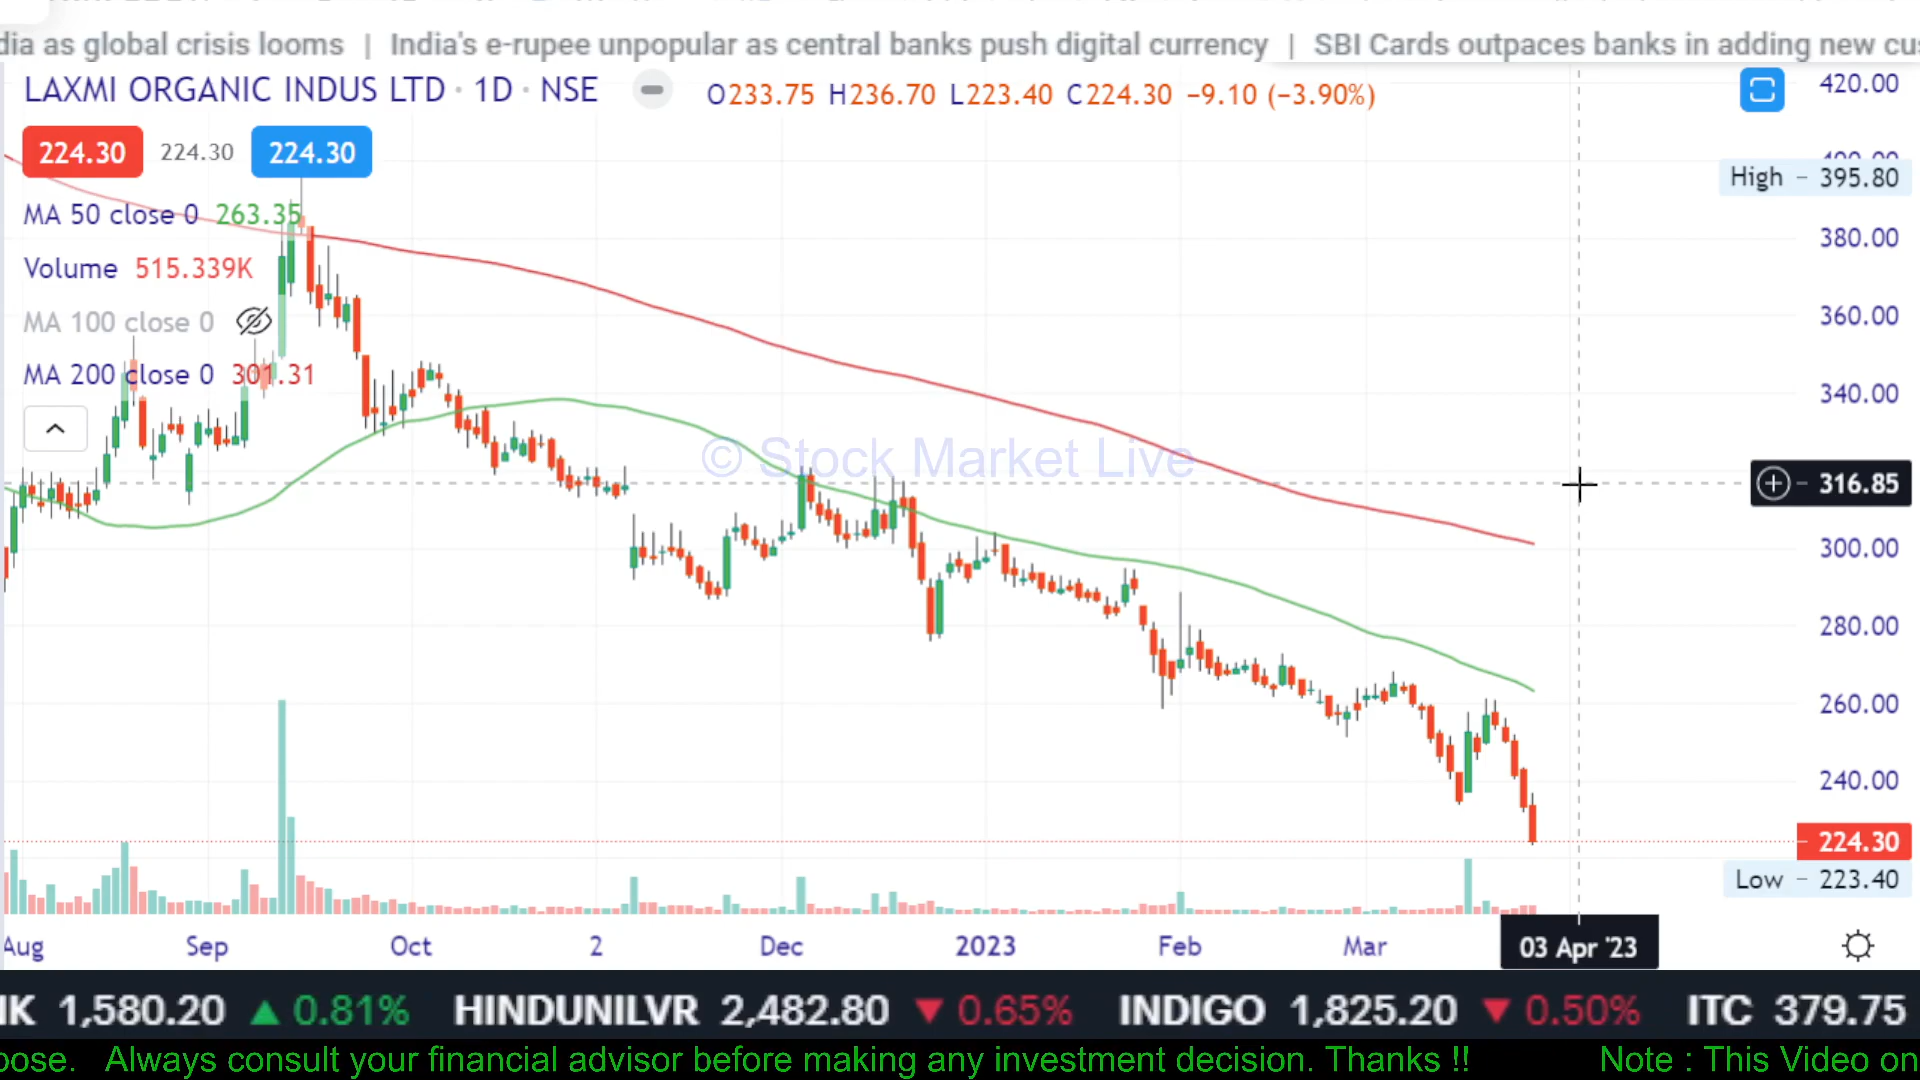 dia as global crisis looms | India's e-rupee unpopular as central banks push digital currency | SBI Cards outpaces banks in adding new cus
LAXMI ORGANIC INDUS LTD · 1D · NSE
O233.75 H236.70 L223.40 C224.30 −9.10 (−3.90%)
224.30 224.30 224.30
MA 50 close 0 263.35
Volume 515.339K
MA 100 close 0
MA 200 close 0 301.31
© Stock Market Live
420.00
400.00
High 395.80
380.00
360.00
340.00
316.85
300.00
280.00
260.00
240.00
224.30
Low 223.40
Aug Sep Oct 2 Dec 2023 Feb Mar 03 Apr '23
IK 1,580.20 ▲ 0.81% HINDUNILVR 2,482.80 ▼ 0.65% INDIGO 1,825.20 ▼ 0.50% ITC 379.75
pose. Always consult your financial advisor before making any investment decision. Thanks !! Note : This Video on